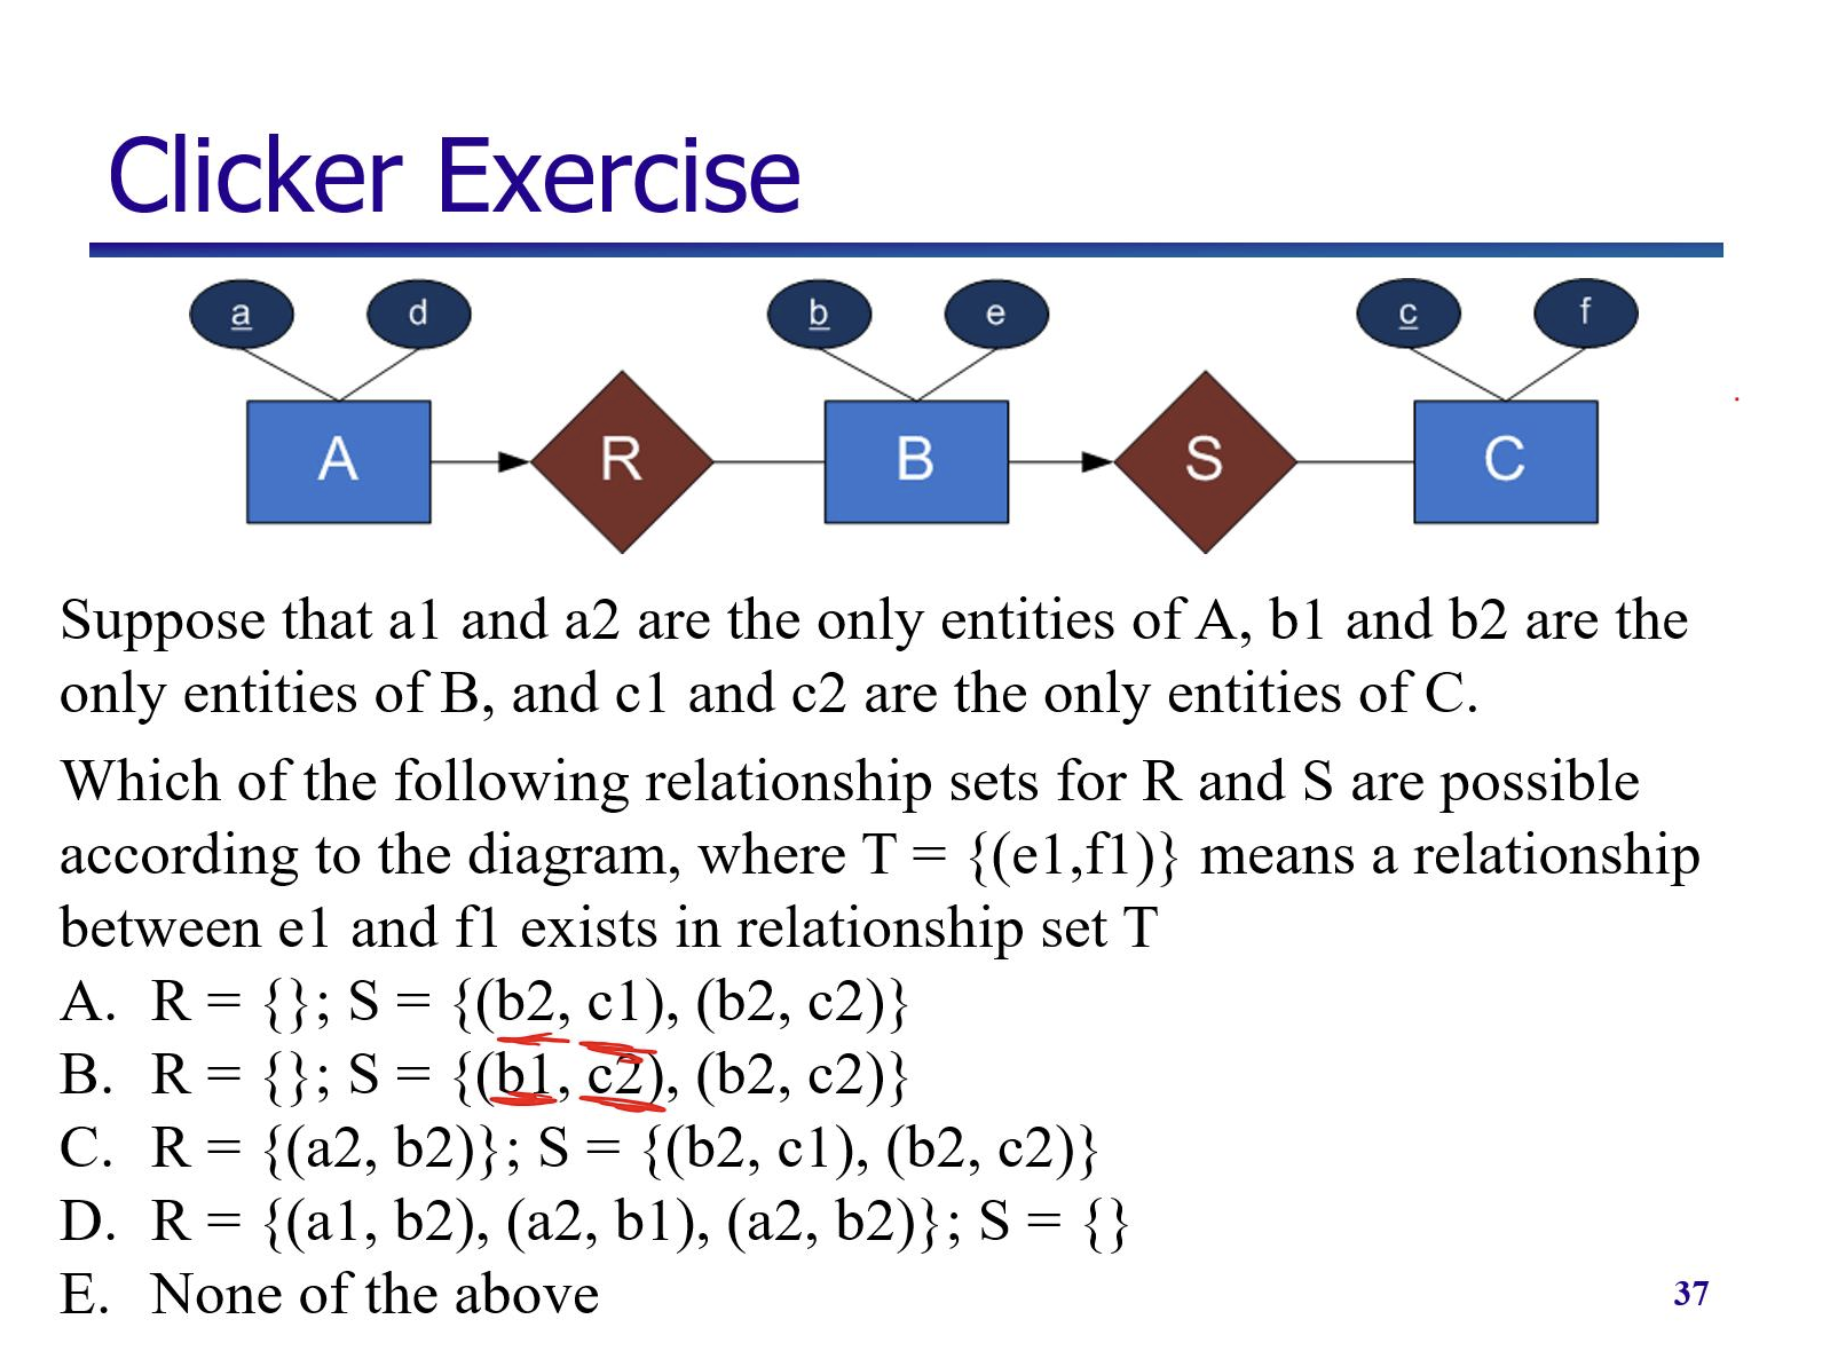 Clicker Exercise
a d b e c f
A R B S C
Suppose that a1 and a2 are the only entities of A, b1 and b2 are the
only entities of B, and c1 and c2 are the only entities of C.
Which of the following relationship sets for R and S are possible
according to the diagram, where T = {(e1,f1)} means a relationship
between e1 and f1 exists in relationship set T
A. R = {}; S = {(b2, c1), (b2, c2)}
B. R = {}; S = {(b1, c2), (b2, c2)}
C. R = {(a2, b2)}; S = {(b2, c1), (b2, c2)}
D. R = {(a1, b2), (a2, b1), (a2, b2)}; S = {}
E. None of the above
37